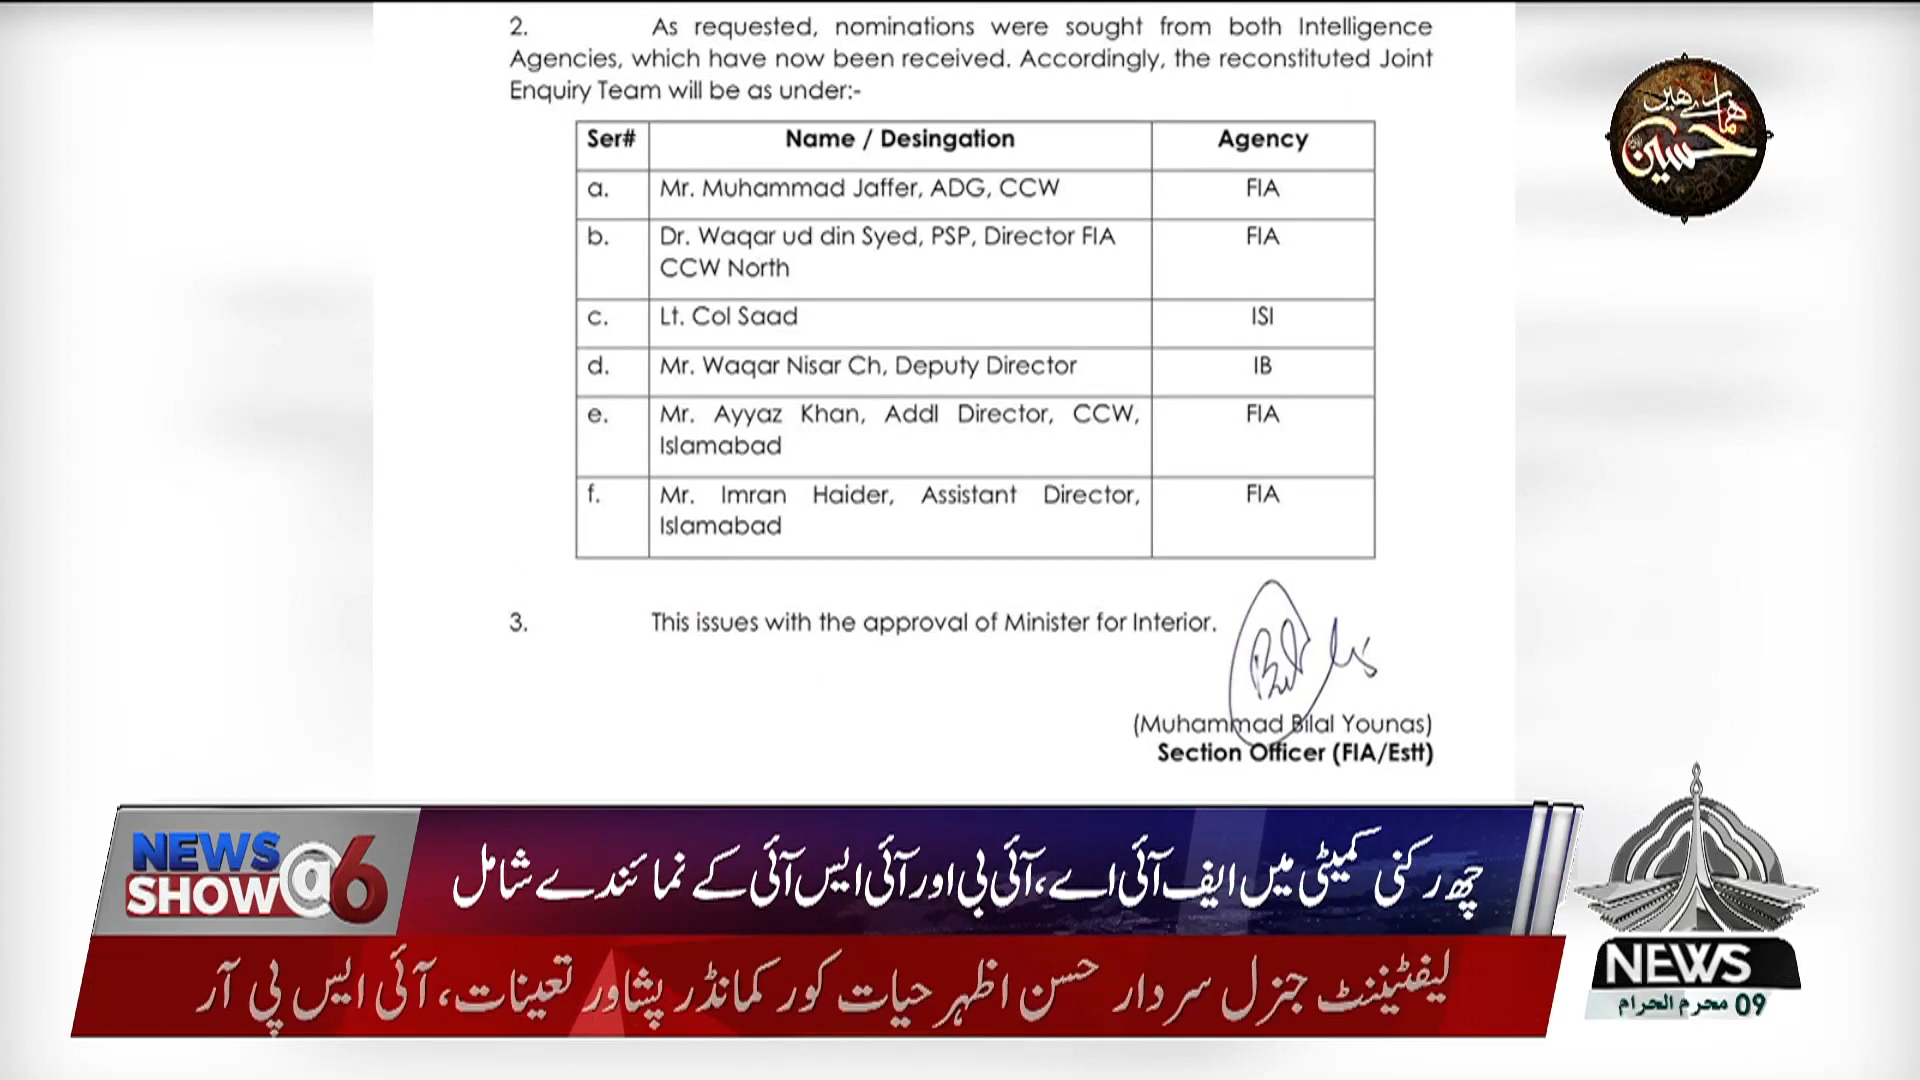 2. As requested, nominations were sought from both Intelligence
Agencies, which have now been received. Accordingly, the reconstituted Joint
Enquiry Team will be as under:-
Ser# Name / Desingation Agency
a. Mr. Muhammad Jaffer, ADG, CCW FIA
b. Dr. Waqar ud din Syed, PSP, Director FIA FIA
CCW North
c. Lt. Col Saad ISI
d. Mr. Waqar Nisar Ch, Deputy Director IB
e. Mr. Ayyaz Khan, Addl Director, CCW, FIA
Islamabad
f. Mr. Imran Haider, Assistant Director, FIA
Islamabad
3. This issues with the approval of Minister for Interior.
(Muhammad Bilal Younas)
Section Officer (FIA/Estt)
ہمارے ہیں
حسین
NEWS
SHOW@6
چھ رکنی کمیٹی میں ایف آئی اے، آئی بی اور آئی ایس آئی کے نمائندے شامل
لیفٹیننٹ جنرل سردار حسن اظہر حیات کور کمانڈر پشاور تعینات، آئی ایس پی آر
NEWS
09 محرم الحرام